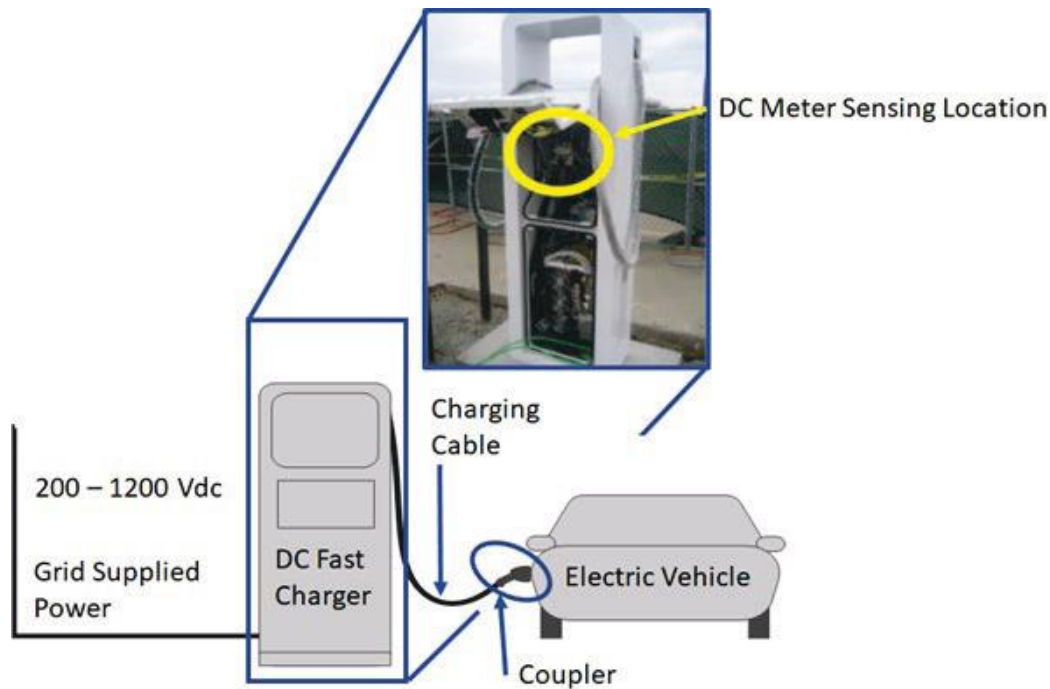 DC Meter Sensing Location
Charging
Cable
200 – 1200 Vdc
Grid Supplied
Power
DC Fast
Charger
Electric Vehicle
Coupler